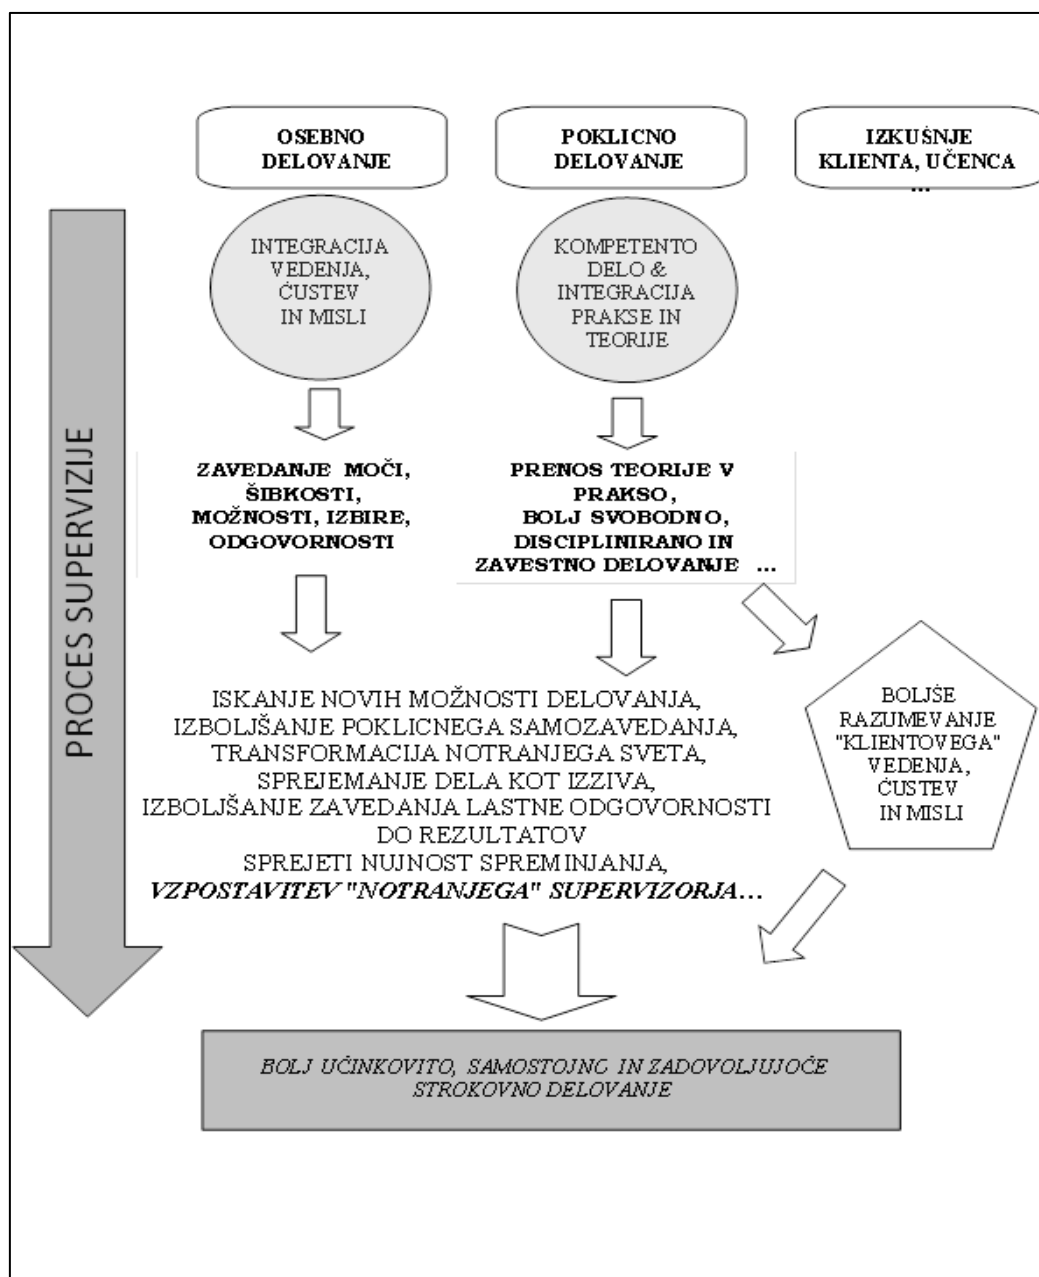 OSEBNO
DELOVANJE
POKLICNO
DELOVANJE
IZKUŠNJE
KLIENTA, UČENCA
...
PROCES SUPERVIZIJE
INTEGRACIJA
VEDENJA,
ČUSTEV
IN MISLI
KOMPETENTO
DELO &
INTEGRACIJA
PRAKSE IN
TEORIJE
ZAVEDANJE MOČI,
ŠIBKOSTI,
MOŽNOSTI, IZBIRE,
ODGOVORNOSTI
PRENOS TEORIJE V
PRAKSO,
BOLJ SVOBODNO,
DISCIPLINIRANO IN
ZAVESTNO DELOVANJE ...
ISKANJE NOVIH MOŽNOSTI DELOVANJA,
IZBOLJŠANJE POKLICNEGA SAMOZAVEDANJA,
TRANSFORMACIJA NOTRANJEGA SVETA,
SPREJEMANJE DELA KOT IZZIVA,
IZBOLJŠANJE ZAVEDANJA LASTNE ODGOVORNOSTI
DO REZULTATOV
SPREJETI NUJNOST SPREMINJANJA,
VZPOSTAVITEV "NOTRANJEGA" SUPERVIZORJA...
BOLJŠE
RAZUMEVANJE
"KLIENTOVEGA"
VEDENJA,
ČUSTEV
IN MISLI
BOLJ UČINKOVITO, SAMOSTOJNO IN ZADOVOLJUJOČE
STROKOVNO DELOVANJE